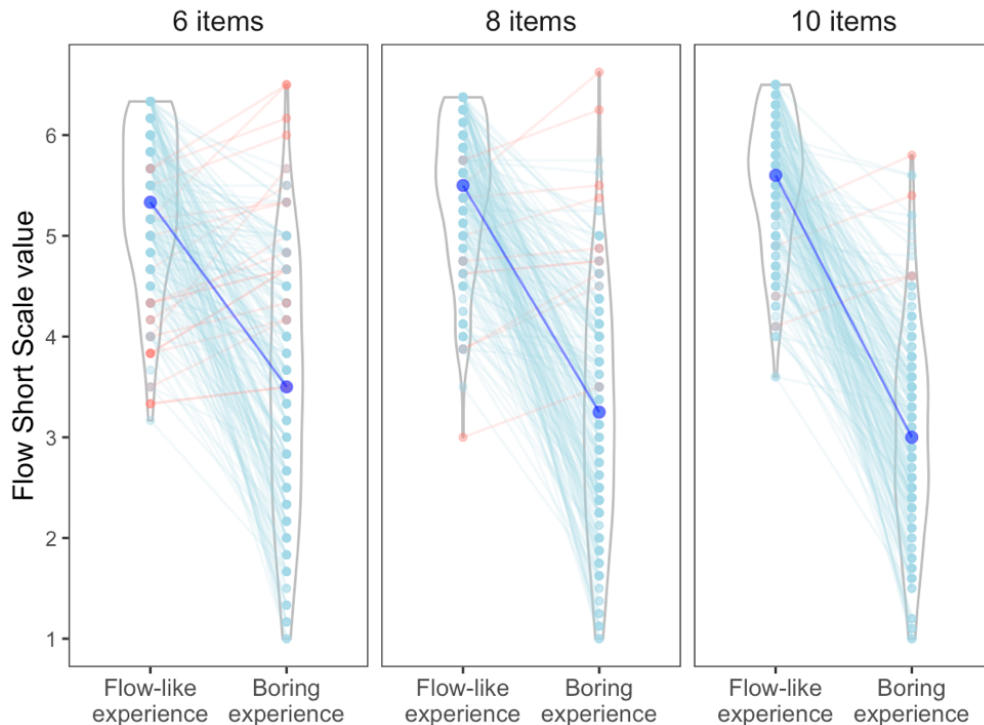 6 items
8 items
10 items
Flow Short Scale value
6
5
4
3
2
1
Flow-like
experience
Boring
experience
Flow-like
experience
Boring
experience
Flow-like
experience
Boring
experience